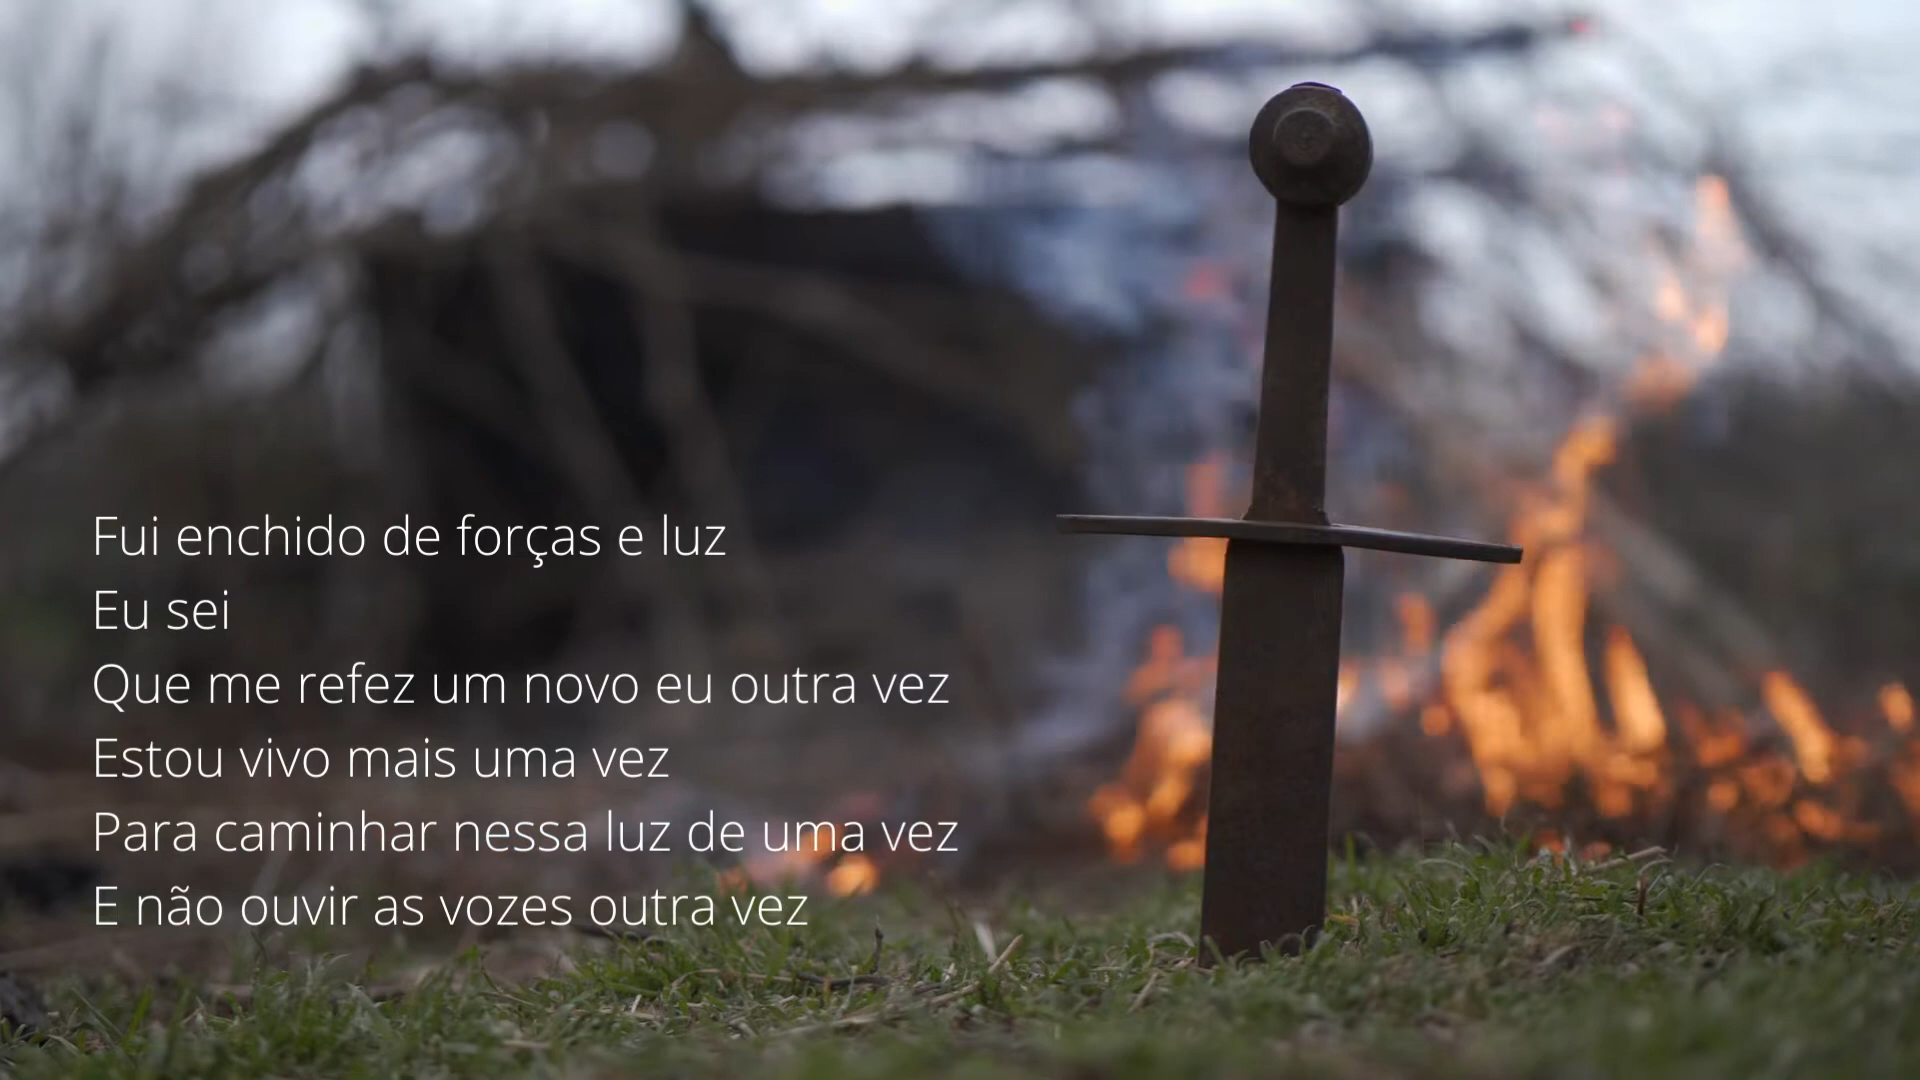 Fui enchido de forças e luz
Eu sei
Que me refez um novo eu outra vez
Estou vivo mais uma vez
Para caminhar nessa luz de uma vez
E não ouvir as vozes outra vez